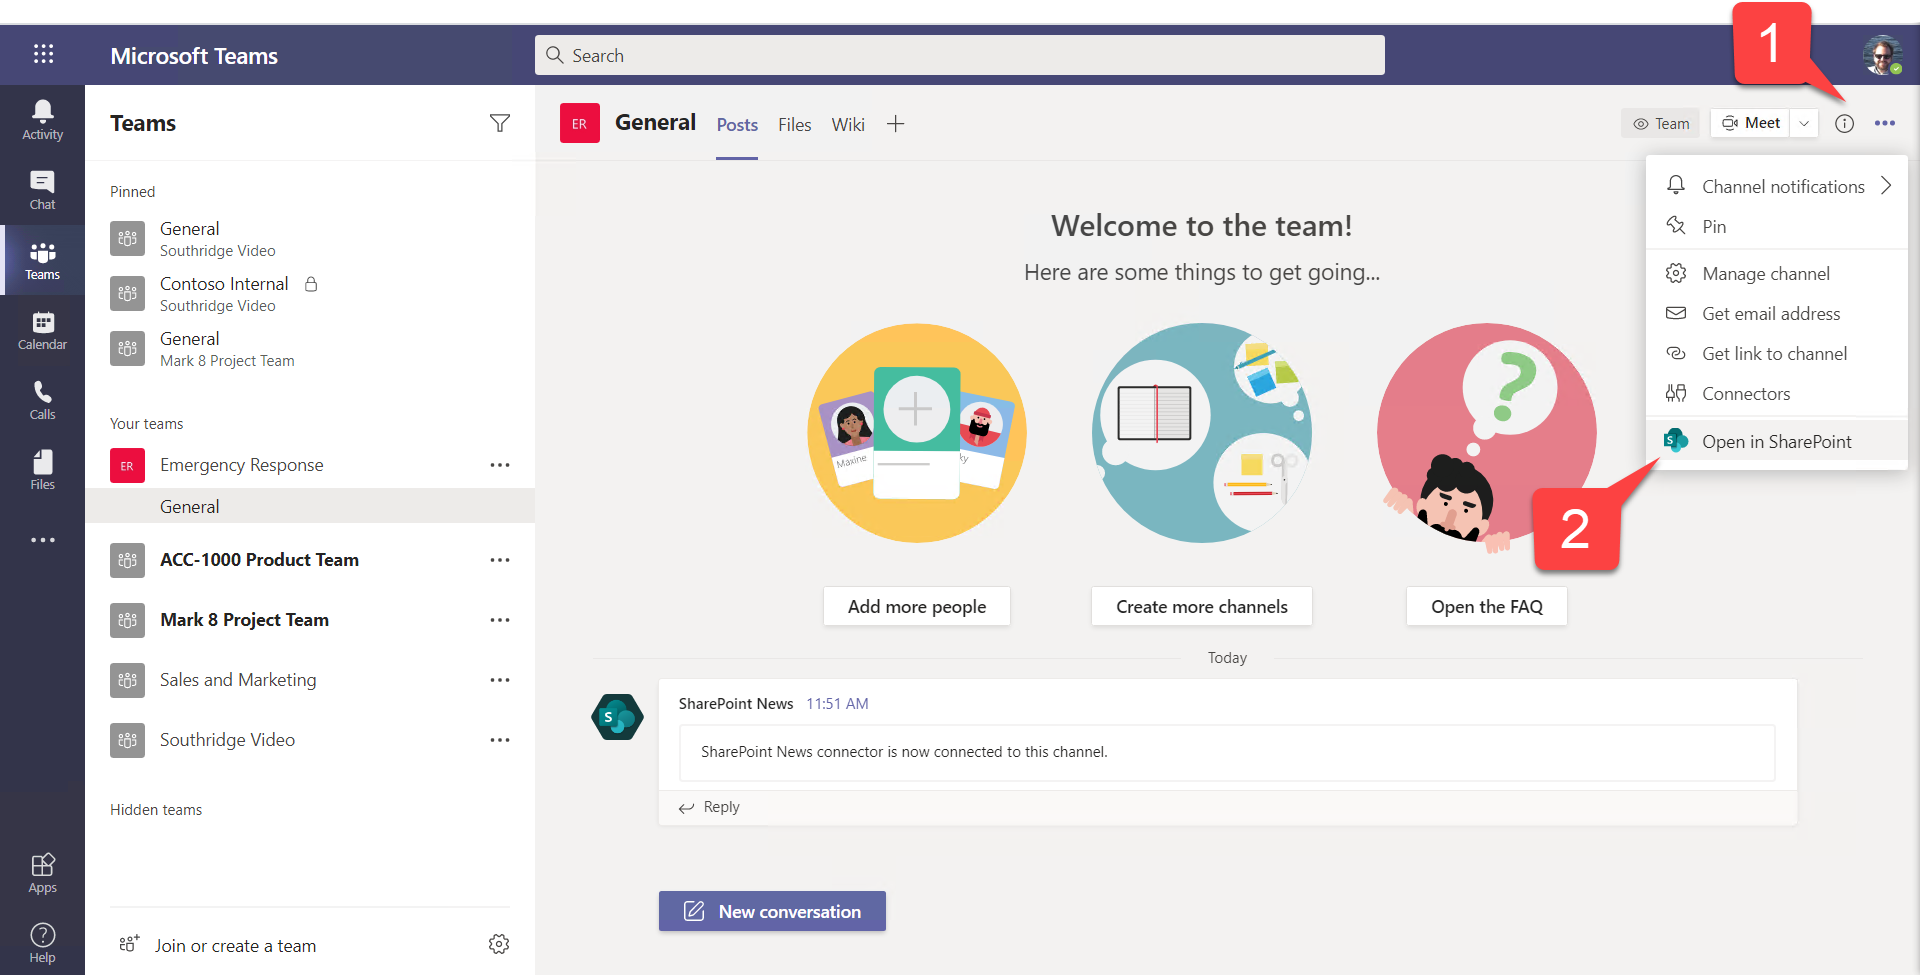 1
Microsoft Teams
Search
Activity
Chat
Teams
Calendar
Calls
Files
Apps
Help
Teams
Pinned
General
Southridge Video
Contoso Internal
Southridge Video
General
Mark 8 Project Team
Your teams
ER
Emergency Response
General
ACC-1000 Product Team
Mark 8 Project Team
Sales and Marketing
Southridge Video
Hidden teams
Join or create a team
ER
General
Posts
Files
Wiki
Team
Meet
Channel notifications
Pin
Manage channel
Get email address
Get link to channel
Connectors
S
Open in SharePoint
2
Welcome to the team!
Here are some things to get going...
Maxine
ky
?
Add more people
Create more channels
Open the FAQ
Today
S
SharePoint News 11:51 AM
SharePoint News connector is now connected to this channel.
Reply
New conversation